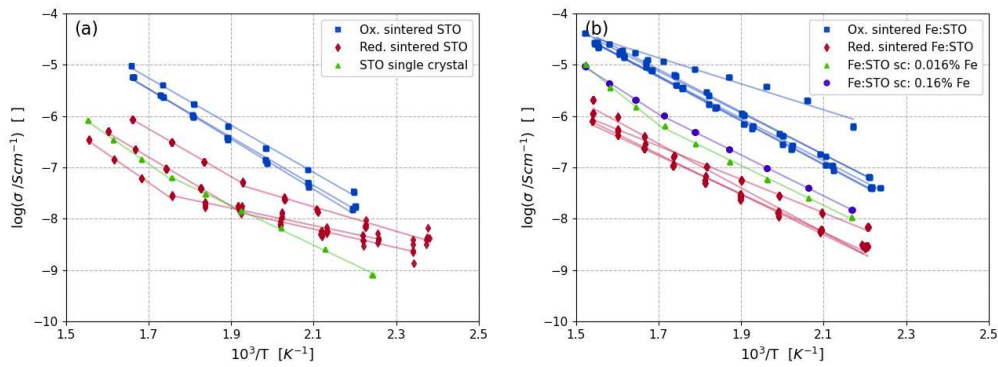 (a)
Ox. sintered STO
Red. sintered STO
STO single crystal
−4
−5
−6
−7
−8
−9
−10
log(σ /Scm⁻¹) [ ]
1.5 1.7 1.9 2.1 2.3 2.5
10³/T [K⁻¹]
(b)
Ox. sintered Fe:STO
Red. sintered Fe:STO
Fe:STO sc: 0.016% Fe
Fe:STO sc: 0.16% Fe
−4
−5
−6
−7
−8
−9
−10
log(σ /Scm⁻¹) [ ]
1.5 1.7 1.9 2.1 2.3 2.5
10³/T [K⁻¹]